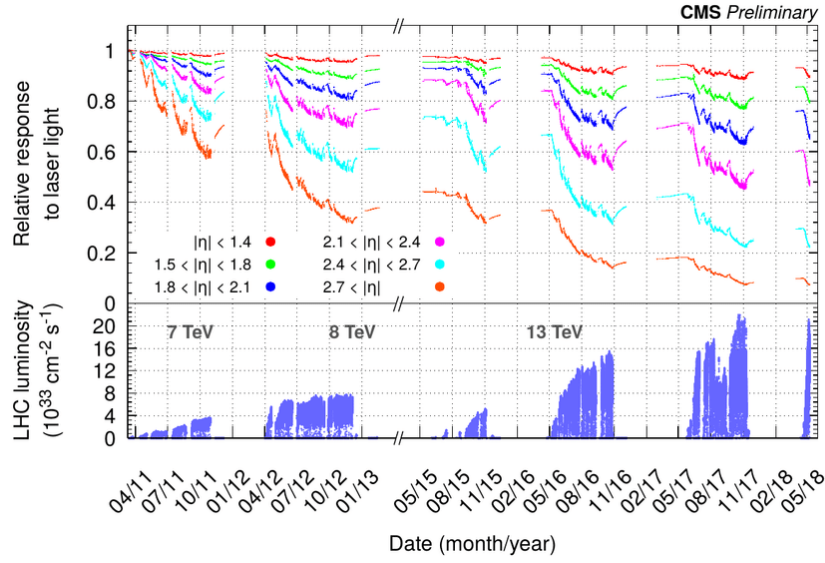 CMS Preliminary
Relative response
to laser light
1
0.8
0.6
0.4
0.2
0
|η| < 1.4
1.5 < |η| < 1.8
1.8 < |η| < 2.1
2.1 < |η| < 2.4
2.4 < |η| < 2.7
2.7 < |η|
LHC luminosity
(10³³ cm⁻² s⁻¹)
20
16
12
8
4
0
7 TeV
8 TeV
13 TeV
04/11
07/11
10/11
01/12
04/12
07/12
10/12
01/13
05/15
08/15
11/15
02/16
05/16
08/16
11/16
02/17
05/17
08/17
11/17
02/18
05/18
Date (month/year)